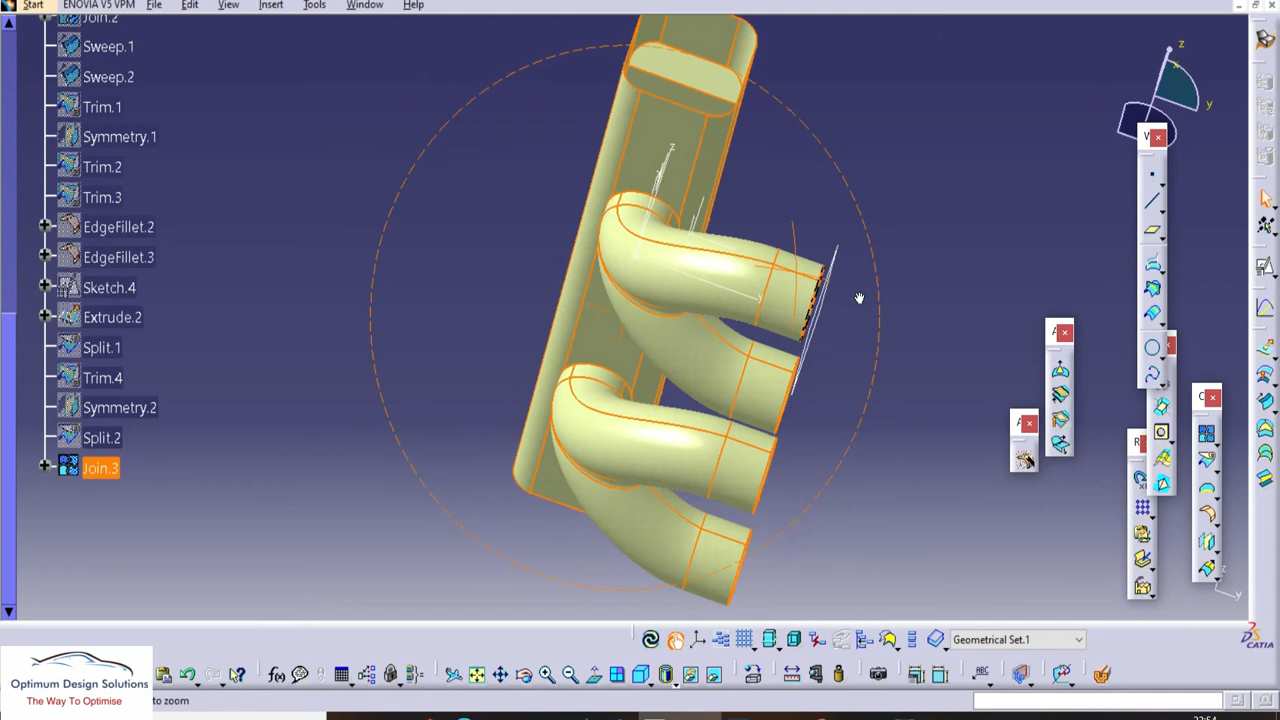 Start ENOVIA V5 VPM File Edit View Insert Tools Window Help
Join.2
Sweep.1
Sweep.2
Trim.1
Symmetry.1
Trim.2
Trim.3
EdgeFillet.2
EdgeFillet.3
Sketch.4
Extrude.2
Split.1
Trim.4
Symmetry.2
Split.2
Join.3
z
x
y
z
x
y
V
A
A
C
R
z
y
Geometrical Set.1
CATIA
f(x)
ABC
Optimum Design Solutions
The Way To Optimise
to zoom